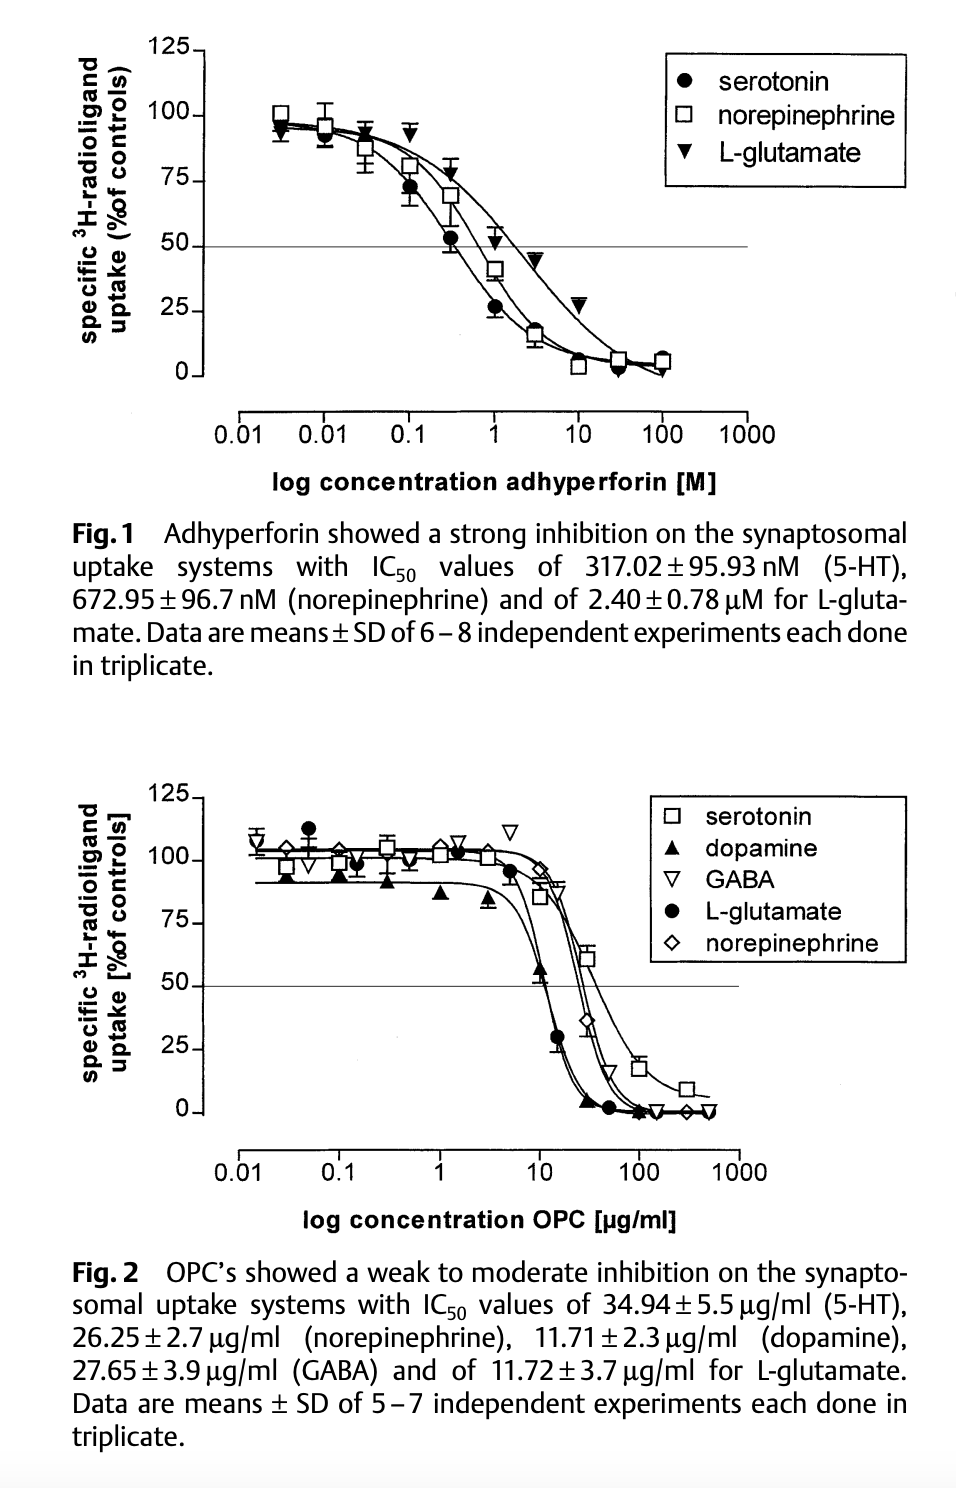 125
100
75
50
25
0
specific ³H-radioligand
uptake (%of controls)
serotonin
norepinephrine
L-glutamate
0.01 0.01 0.1 1 10 100 1000
log concentration adhyperforin [M]
Fig. 1 Adhyperforin showed a strong inhibition on the synaptosomal
uptake systems with IC₅₀ values of 317.02 ± 95.93 nM (5-HT),
672.95 ± 96.7 nM (norepinephrine) and of 2.40 ± 0.78 μM for L-gluta-
mate. Data are means ± SD of 6 – 8 independent experiments each done
in triplicate.
125
100
75
50
25
0
specific ³H-radioligand
uptake [%of controls]
serotonin
dopamine
GABA
L-glutamate
norepinephrine
0.01 0.1 1 10 100 1000
log concentration OPC [μg/ml]
Fig. 2 OPC's showed a weak to moderate inhibition on the synapto-
somal uptake systems with IC₅₀ values of 34.94 ± 5.5 μg/ml (5-HT),
26.25 ± 2.7 μg/ml (norepinephrine), 11.71 ± 2.3 μg/ml (dopamine),
27.65 ± 3.9 μg/ml (GABA) and of 11.72 ± 3.7 μg/ml for L-glutamate.
Data are means ± SD of 5 – 7 independent experiments each done in
triplicate.